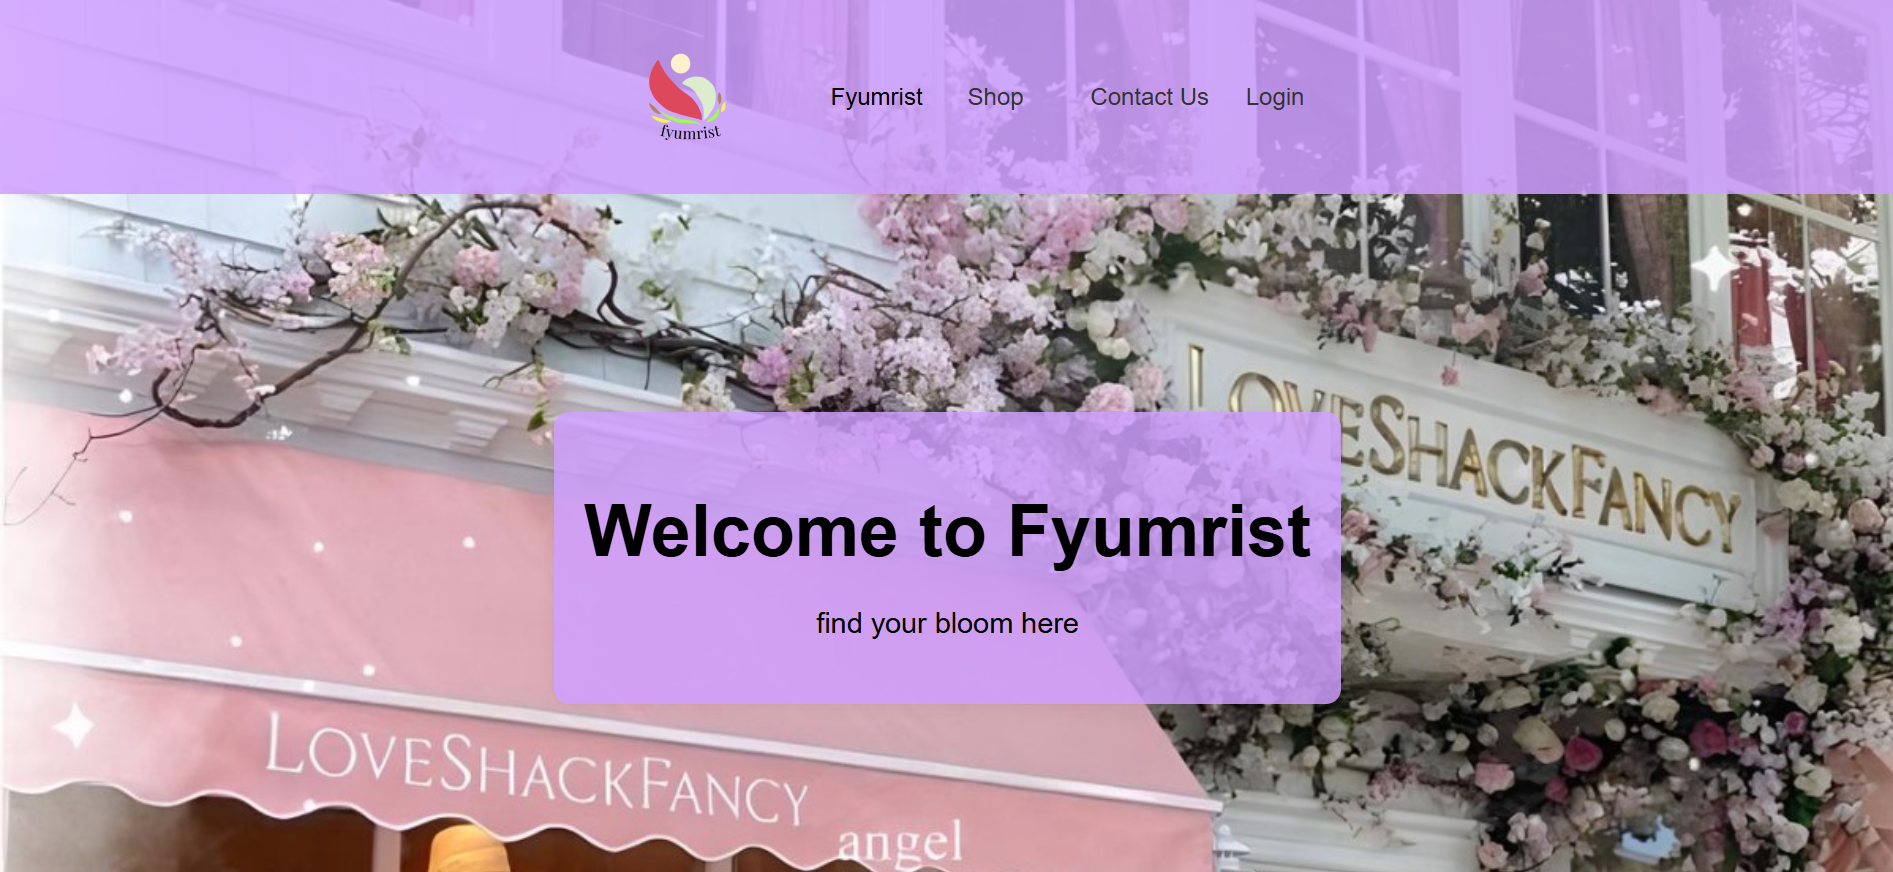 fyumrist
Fyumrist Shop Contact Us Login
LOVESHACKFANCY
Welcome to Fyumrist
find your bloom here
LOVESHACKFANCY
angel